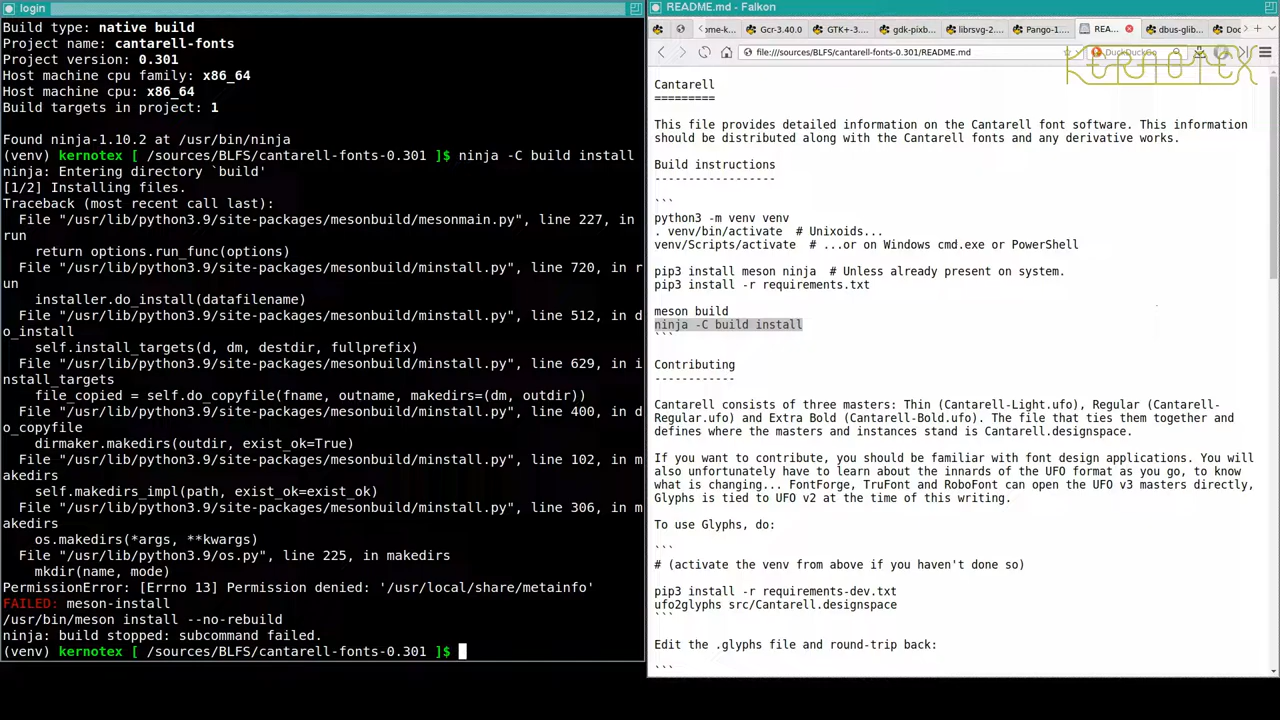 login
Build type: native build
Project name: cantarell-fonts
Project version: 0.301
Host machine cpu family: x86_64
Host machine cpu: x86_64
Build targets in project: 1
Found ninja-1.10.2 at /usr/bin/ninja
(venv) kernotex [ /sources/BLFS/cantarell-fonts-0.301 ]$ ninja -C build install
ninja: Entering directory `build'
[1/2] Installing files.
Traceback (most recent call last):
File "/usr/lib/python3.9/site-packages/mesonbuild/mesonmain.py", line 227, in
run
return options.run_func(options)
File "/usr/lib/python3.9/site-packages/mesonbuild/minstall.py", line 720, in r
un
installer.do_install(datafilename)
File "/usr/lib/python3.9/site-packages/mesonbuild/minstall.py", line 512, in d
o_install
self.install_targets(d, dm, destdir, fullprefix)
File "/usr/lib/python3.9/site-packages/mesonbuild/minstall.py", line 629, in i
nstall_targets
file_copied = self.do_copyfile(fname, outname, makedirs=(dm, outdir))
File "/usr/lib/python3.9/site-packages/mesonbuild/minstall.py", line 400, in d
o_copyfile
dirmaker.makedirs(outdir, exist_ok=True)
File "/usr/lib/python3.9/site-packages/mesonbuild/minstall.py", line 102, in m
akedirs
self.makedirs_impl(path, exist_ok=exist_ok)
File "/usr/lib/python3.9/site-packages/mesonbuild/minstall.py", line 306, in m
akedirs
os.makedirs(*args, **kwargs)
File "/usr/lib/python3.9/os.py", line 225, in makedirs
mkdir(name, mode)
PermissionError: [Errno 13] Permission denied: '/usr/local/share/metainfo'
FAILED: meson-install
/usr/bin/meson install --no-rebuild
ninja: build stopped: subcommand failed.
(venv) kernotex [ /sources/BLFS/cantarell-fonts-0.301 ]$
README.md - Falkon
ome-k... Gcr-3.40.0 GTK+-3.... gdk-pixb... librsvg-2.... Pango-1.... REA... dbus-glib... Doc
file:///sources/BLFS/cantarell-fonts-0.301/README.md DuckDuckGo
KERNOTEX
Cantarell
=========
This file provides detailed information on the Cantarell font software. This information
should be distributed along with the Cantarell fonts and any derivative works.
Build instructions
------------------
```
python3 -m venv venv
. venv/bin/activate # Unixoids...
venv/Scripts/activate # ...or on Windows cmd.exe or PowerShell
pip3 install meson ninja # Unless already present on system.
pip3 install -r requirements.txt
meson build
ninja -C build install
```
Contributing
------------
Cantarell consists of three masters: Thin (Cantarell-Light.ufo), Regular (Cantarell-
Regular.ufo) and Extra Bold (Cantarell-Bold.ufo). The file that ties them together and
defines where the masters and instances stand is Cantarell.designspace.
If you want to contribute, you should be familiar with font design applications. You will
also unfortunately have to learn about the innards of the UFO format as you go, to know
what is changing... FontForge, TruFont and RoboFont can open the UFO v3 masters directly,
Glyphs is tied to UFO v2 at the time of this writing.
To use Glyphs, do:
```
# (activate the venv from above if you haven't done so)
pip3 install -r requirements-dev.txt
ufo2glyphs src/Cantarell.designspace
```
Edit the .glyphs file and round-trip back:
```